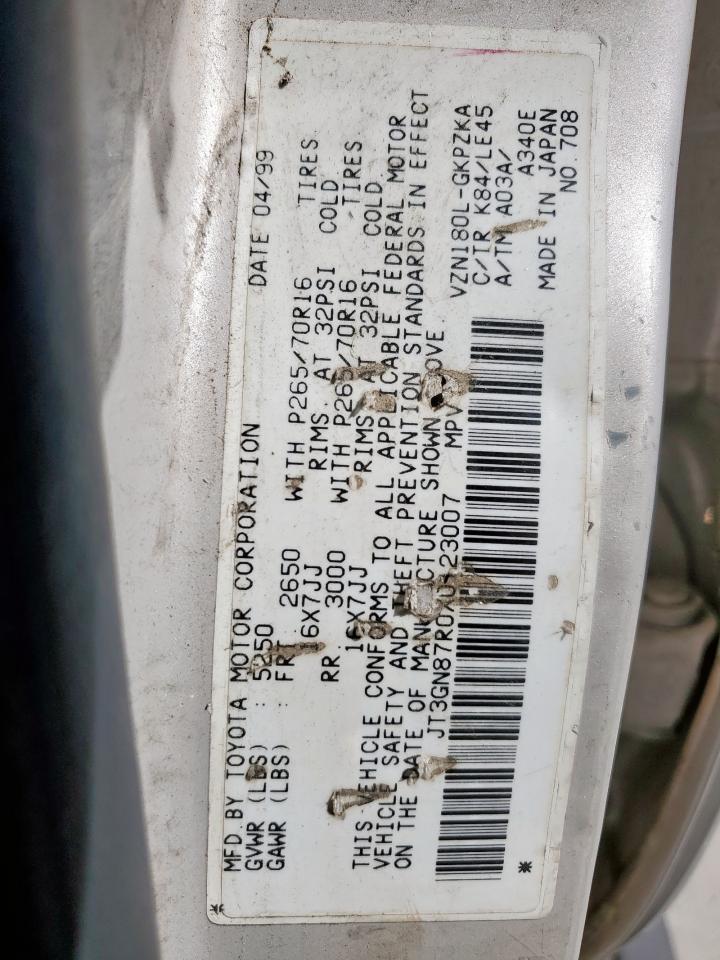 MFD.BY TOYOTA MOTOR CORPORATION DATE 04/99
GVWR (LBS) : 5250
GAWR (LBS) : FRT. 2650 WITH P265/70R16 TIRES
16X7JJ RIMS. AT 32PSI COLD
RR. 3000 WITH P265/70R16 TIRES
16X7JJ RIMS AT 32PSI COLD
THIS VEHICLE CONFORMS TO ALL APPLICABLE FEDERAL MOTOR
VEHICLE SAFETY AND THEFT PREVENTION STANDARDS IN EFFECT
ON THE DATE OF MANUFACTURE SHOWN ABOVE
MPV
VZN180L-GKPZKA
C/TR K84/LE45
A/TM A03A/
A340E
MADE IN JAPAN
NO.708